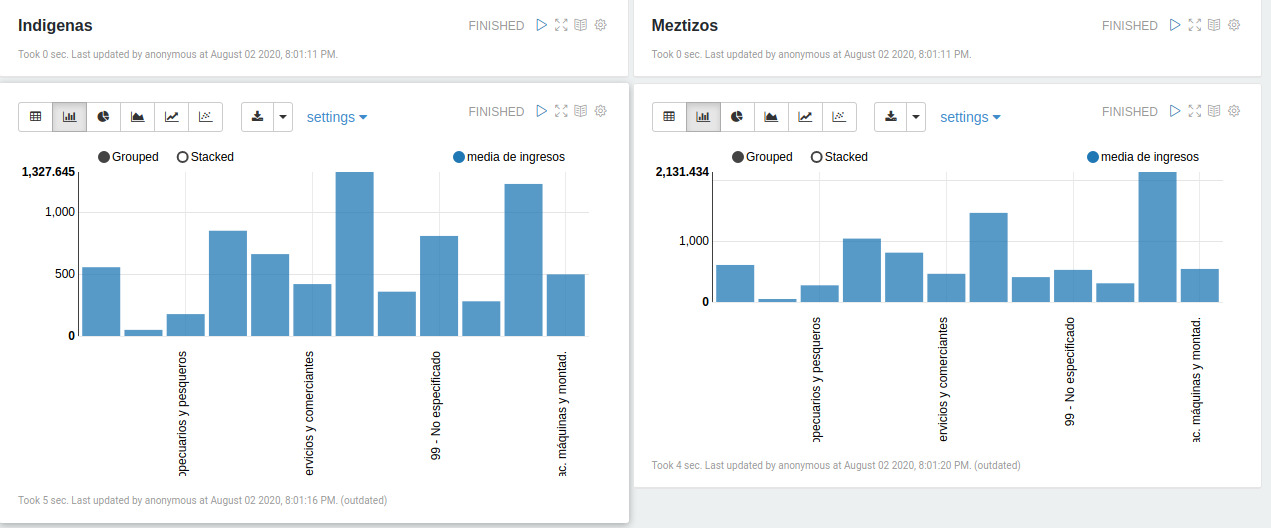 Indigenas
FINISHED
Took 0 sec. Last updated by anonymous at August 02 2020, 8:01:11 PM.
FINISHED
settings
Grouped Stacked media de ingresos
1,327.645
1,000
500
0
opecuarios y pesqueros
ervicios y comerciantes
99 - No especificado
ac. máquinas y montad.
Took 5 sec. Last updated by anonymous at August 02 2020, 8:01:16 PM. (outdated)
Meztizos
FINISHED
Took 0 sec. Last updated by anonymous at August 02 2020, 8:01:11 PM.
FINISHED
settings
Grouped Stacked media de ingresos
2,131.434
1,000
0
opecuarios y pesqueros
ervicios y comerciantes
99 - No especificado
ac. máquinas y montad.
Took 4 sec. Last updated by anonymous at August 02 2020, 8:01:20 PM. (outdated)